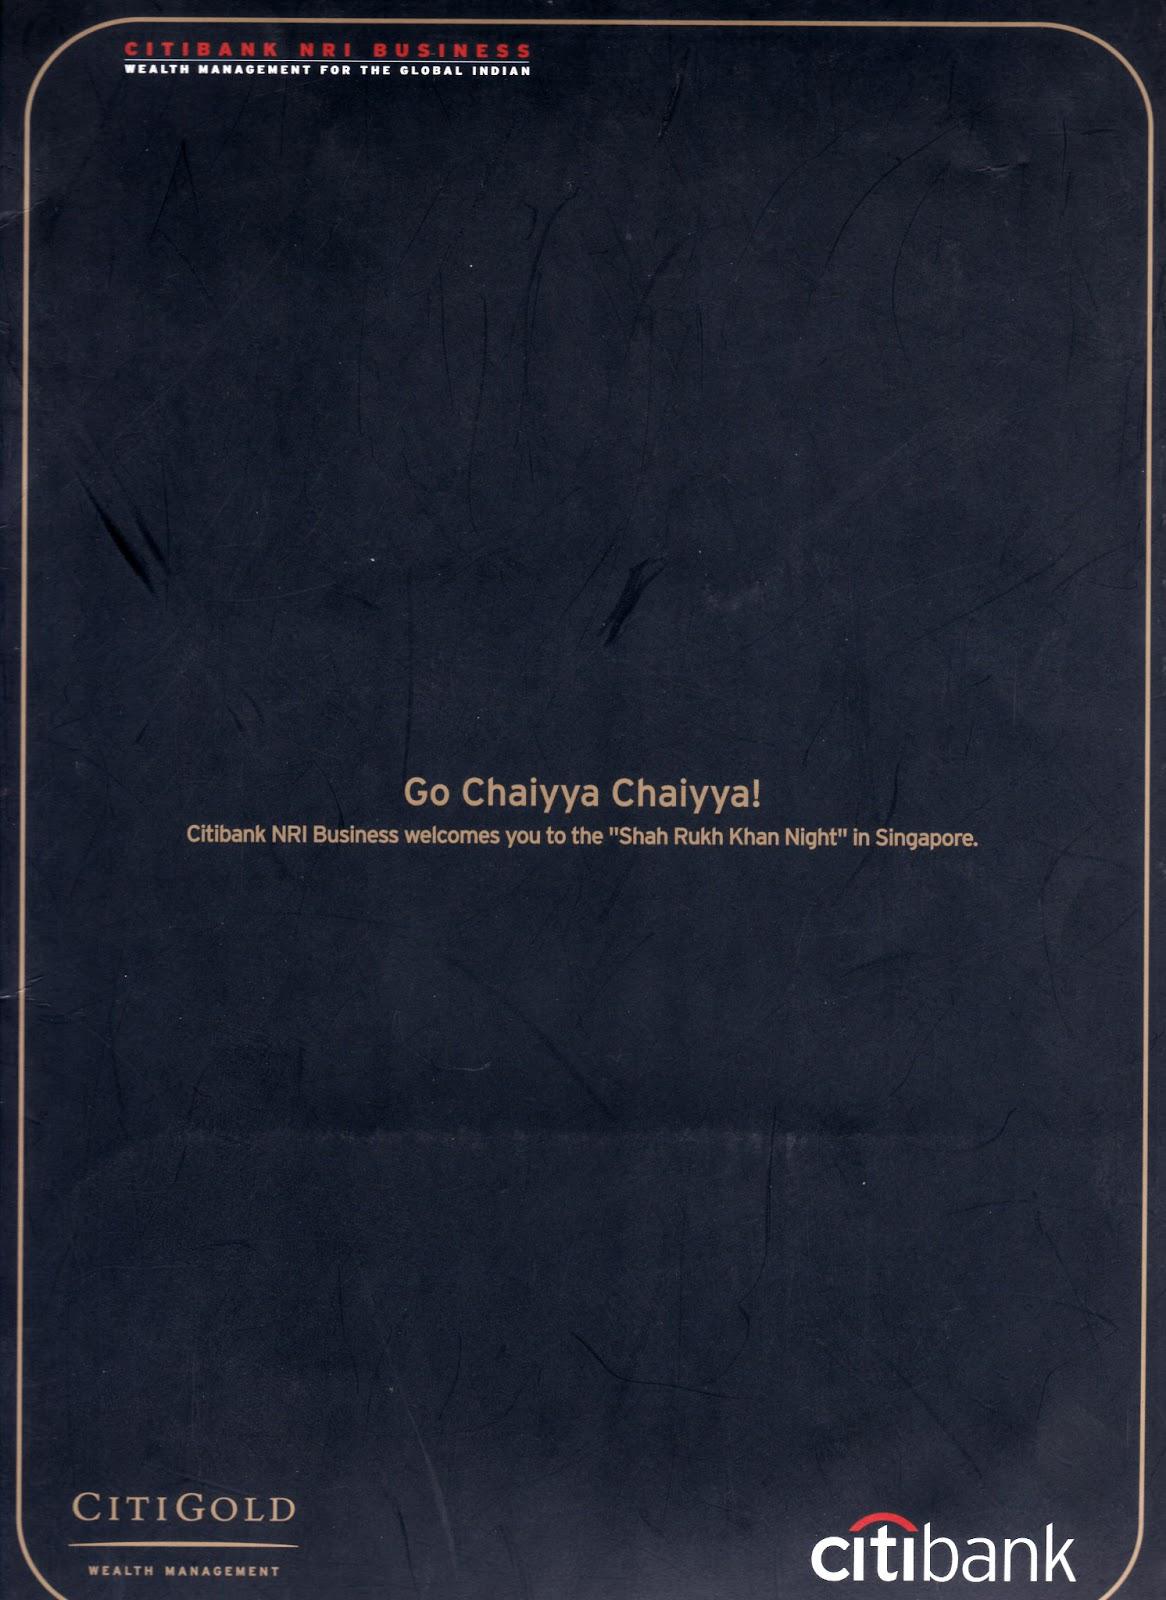 CITIBANK NRI BUSINESS
WEALTH MANAGEMENT FOR THE GLOBAL INDIAN
Go Chaiyya Chaiyya!
Citibank NRI Business welcomes you to the "Shah Rukh Khan Night" in Singapore.
CITIGOLD
WEALTH MANAGEMENT
citibank